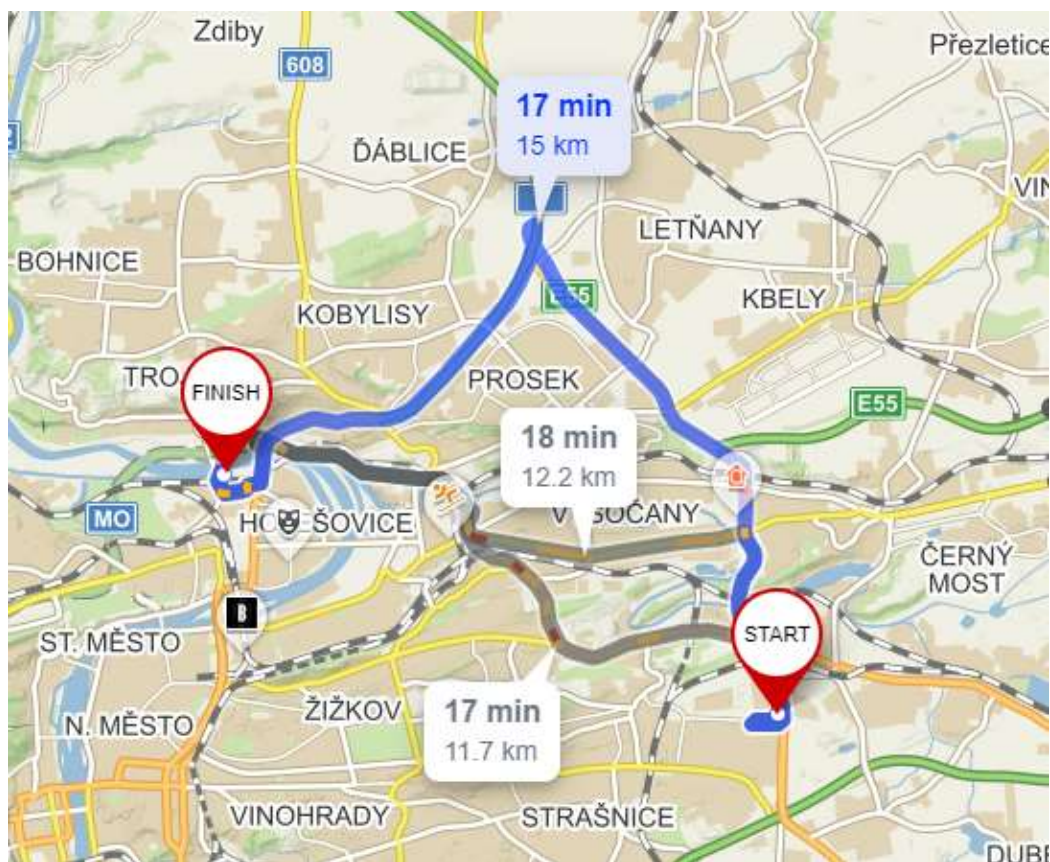 Zdiby
608
Přezletice
17 min
15 km
ĎÁBLICE
VIN
LETŇANY
BOHNICE
E55
KBELY
KOBYLISY
TRO
FINISH
PROSEK
E55
18 min
12.2 km
MO
HO ŠOVICE
V SOČANY
ČERNÝ
MOST
B
START
ST. MĚSTO
17 min
11.7 km
ŽIŽKOV
N. MĚSTO
VINOHRADY
STRAŠNICE
DUBE